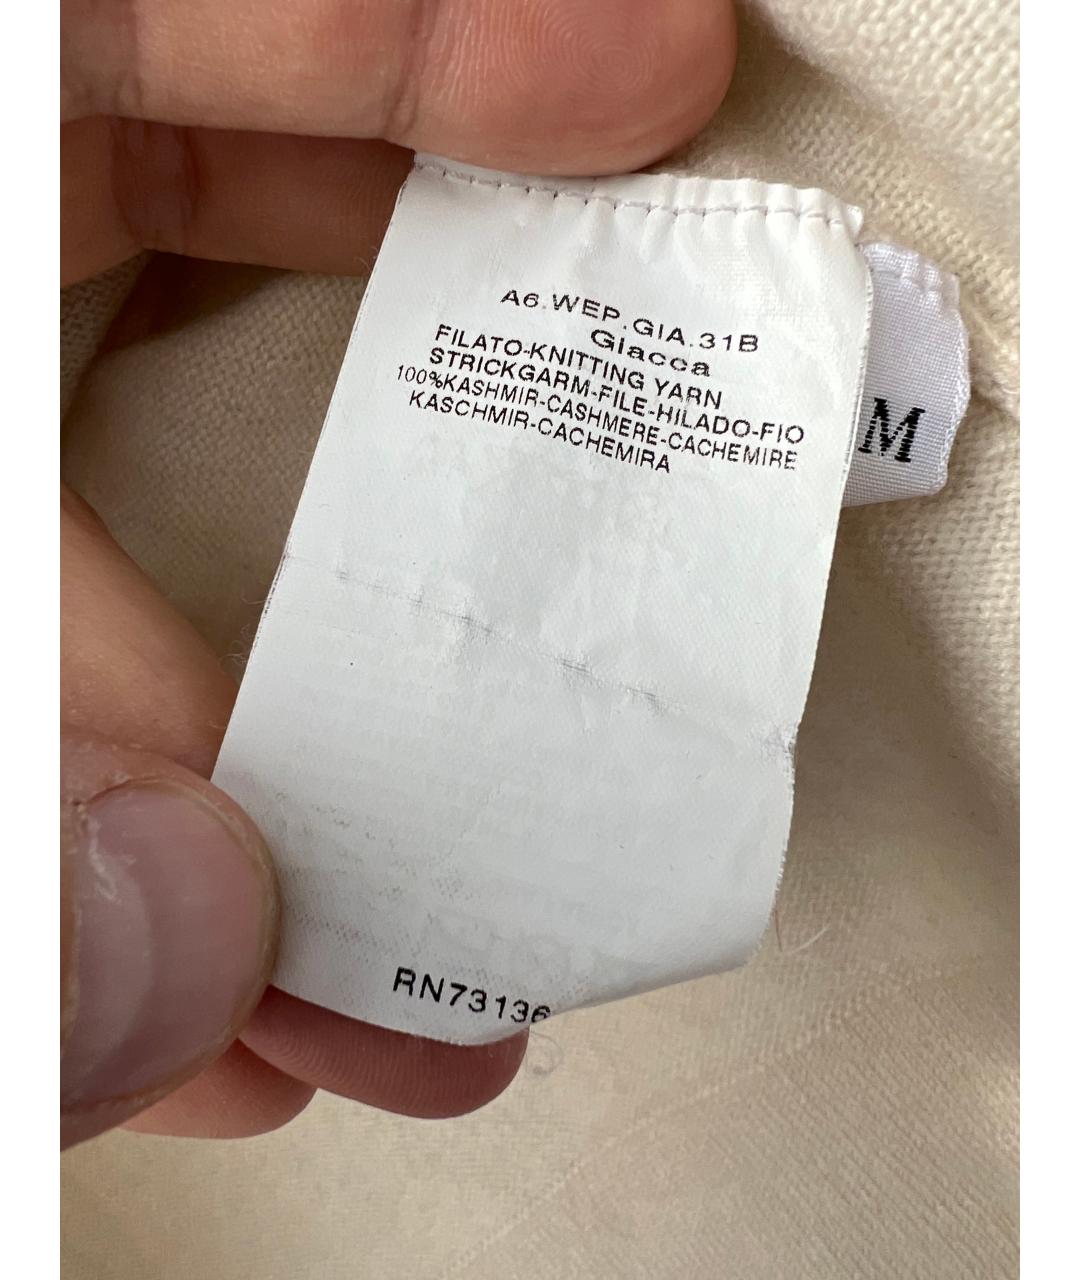 A6.WEP.GIA.31B
Giacca
FILATO-KNITTING YARN
STRICKGARM-FILE-HILADO-FIO
100%KASHMIR-CASHMERE-CACHEMIRE
KASCHMIR-CACHEMIRA
M
RN73136